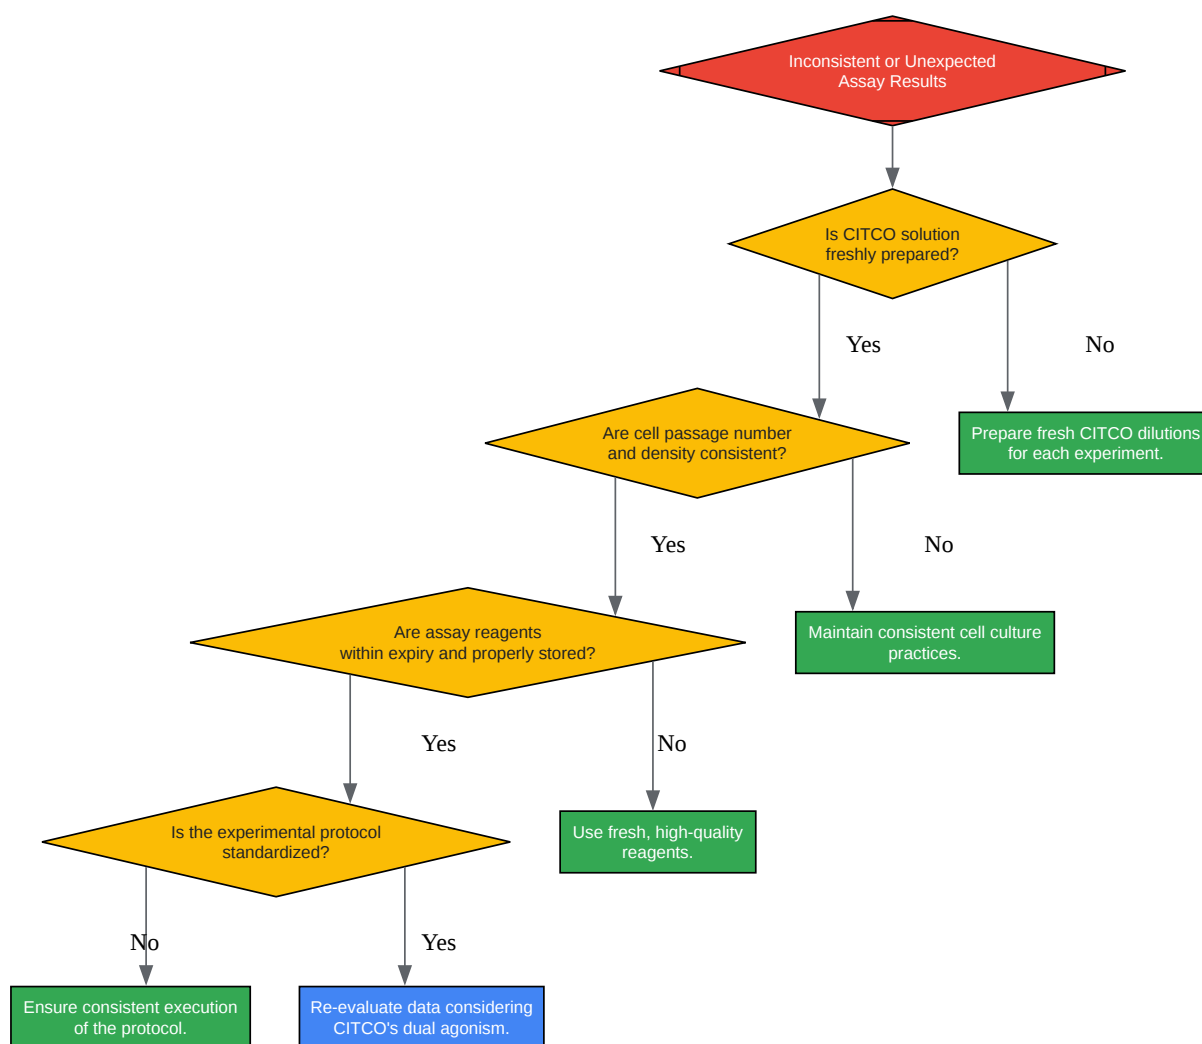 Inconsistent or Unexpected
Assay Results
Is CITCO solution
freshly prepared?
Yes
No
Are cell passage number
and density consistent?
Prepare fresh CITCO dilutions
for each experiment.
Yes
No
Are assay reagents
within expiry and properly stored?
Maintain consistent cell culture
practices.
Yes
No
Is the experimental protocol
standardized?
Use fresh, high-quality
reagents.
No
Yes
Ensure consistent execution
of the protocol.
Re-evaluate data considering
CITCO's dual agonism.